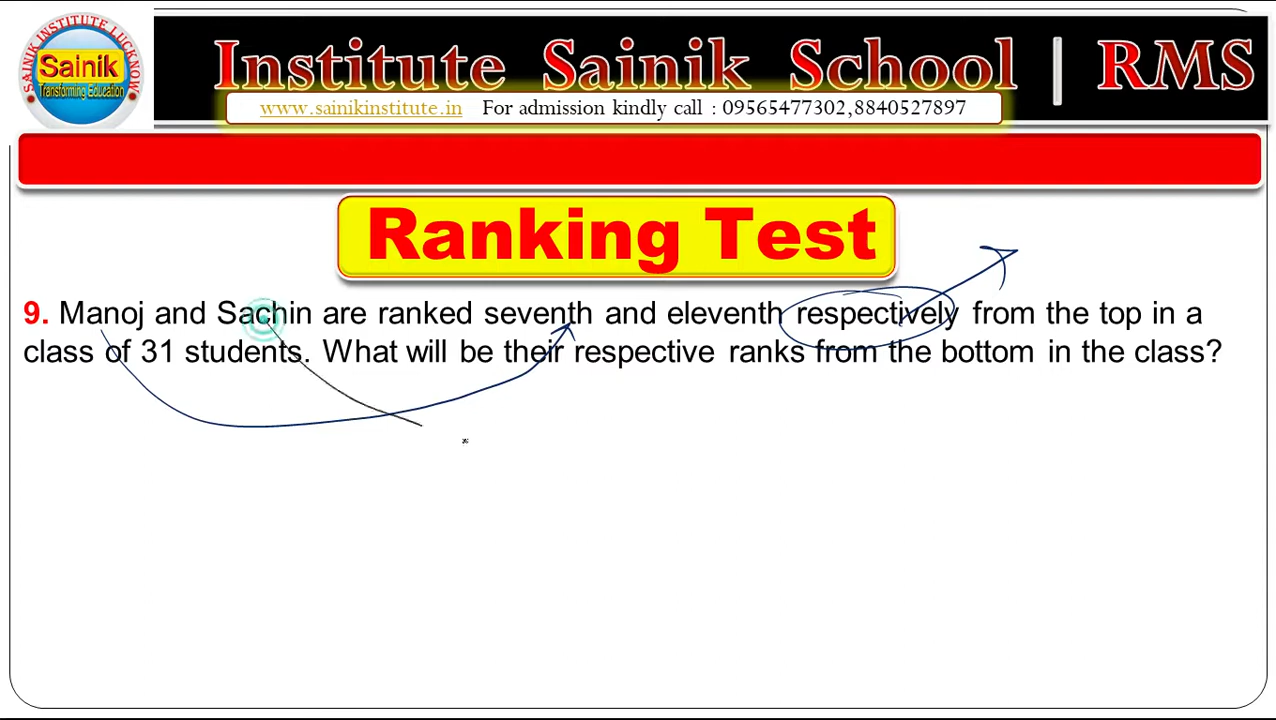 SAINIK INSTITUTE LUCKNOW
Sainik
Transforming Education
Institute Sainik School | RMS
www.sainikinstitute.in For admission kindly call : 09565477302,8840527897
Ranking Test
9. Manoj and Sachin are ranked seventh and eleventh respectively from the top in a
class of 31 students. What will be their respective ranks from the bottom in the class?